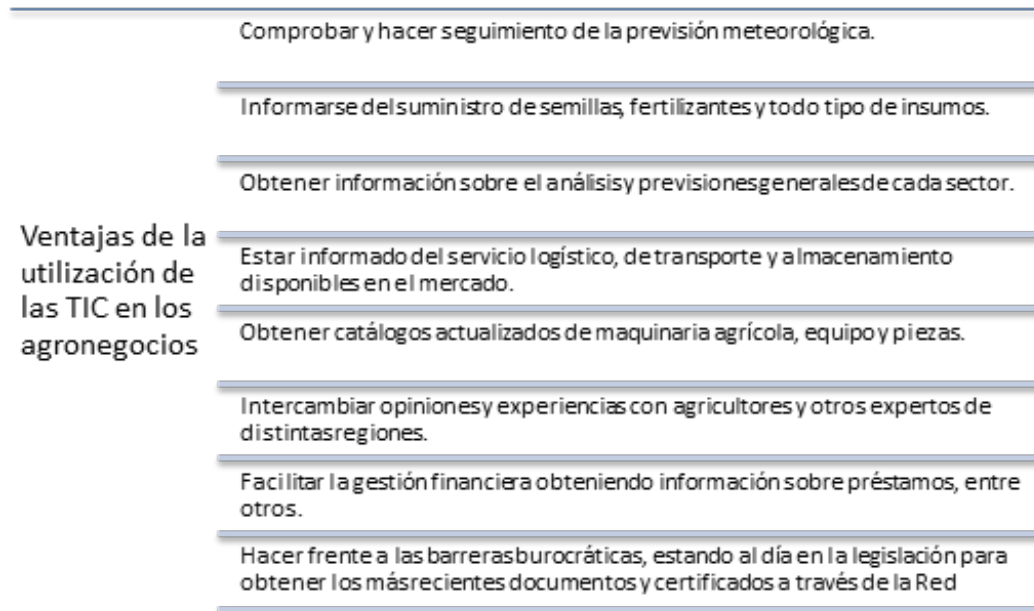 Ventajas de la
utilización de
las TIC en los
agronegocios
Comprobar y hacer seguimiento de la previsión meteorológica.
Informarse del suministro de semillas, fertilizantes y todo tipo de insumos.
Obtener información sobre el análisis y previsiones generales de cada sector.
Estar informado del servicio logístico, de transporte y almacenamiento
disponibles en el mercado.
Obtener catálogos actualizados de maquinaria agrícola, equipo y piezas.
Intercambiar opiniones y experiencias con agricultores y otros expertos de
distintas regiones.
Facilitar la gestión financiera obteniendo información sobre préstamos, entre
otros.
Hacer frente a las barreras burocráticas, estando al día en la legislación para
obtener los más recientes documentos y certificados a través de la Red